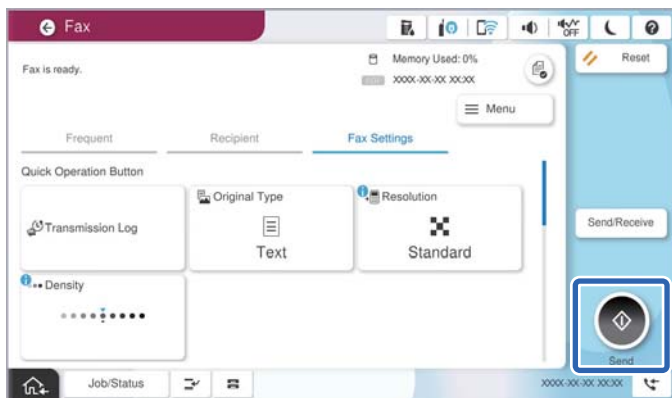 Fax
OFF
Fax is ready.
Memory Used: 0%
XXXX-XX-XX XX:XX
Reset
Menu
Frequent
Recipient
Fax Settings
Quick Operation Button
Transmission Log
Original Type
Text
Resolution
Standard
Send/Receive
Density
Send
Job/Status
XXXX-XX-XX XX:XX